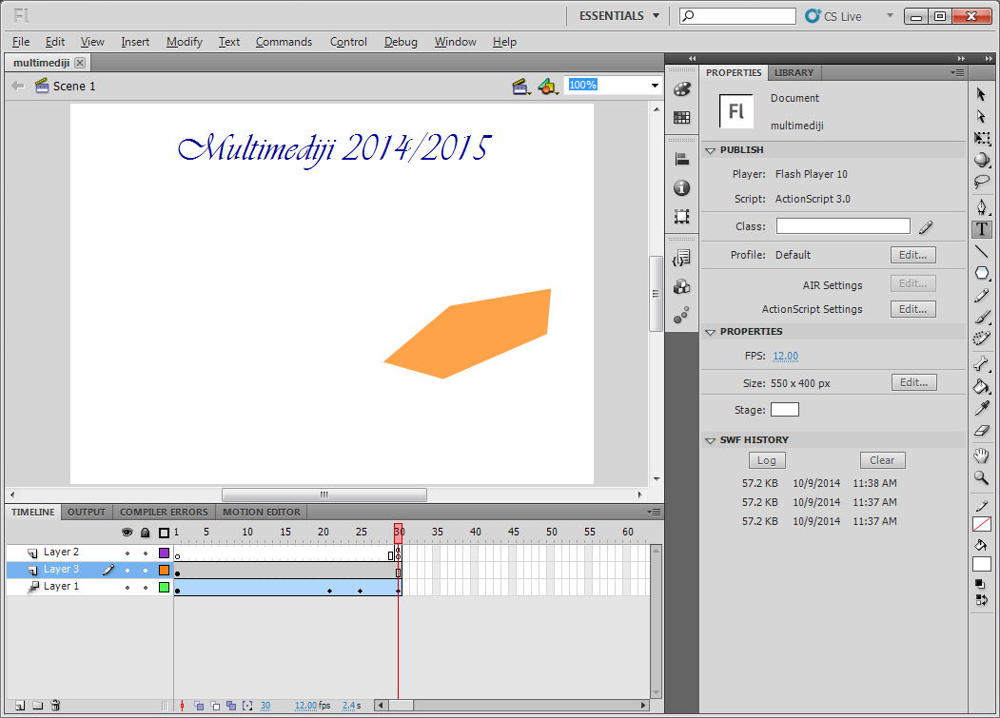 Fl ESSENTIALS CS Live
File Edit View Insert Modify Text Commands Control Debug Window Help
multimediji
Scene 1 100%
Multimediji 2014/2015
PROPERTIES LIBRARY
Fl Document
multimediji
PUBLISH
Player: Flash Player 10
Script: ActionScript 3.0
Class:
Profile: Default Edit...
AIR Settings Edit...
ActionScript Settings Edit...
PROPERTIES
FPS: 12.00
Size: 550 x 400 px Edit...
Stage:
SWF HISTORY
Log Clear
57.2 KB 10/9/2014 11:38 AM
57.2 KB 10/9/2014 11:37 AM
57.2 KB 10/9/2014 11:37 AM
T
TIMELINE OUTPUT COMPILER ERRORS MOTION EDITOR
1 5 10 15 20 25 30 35 40 45 50 55 60
Layer 2
Layer 3
Layer 1
30 12.00 fps 2.4 s